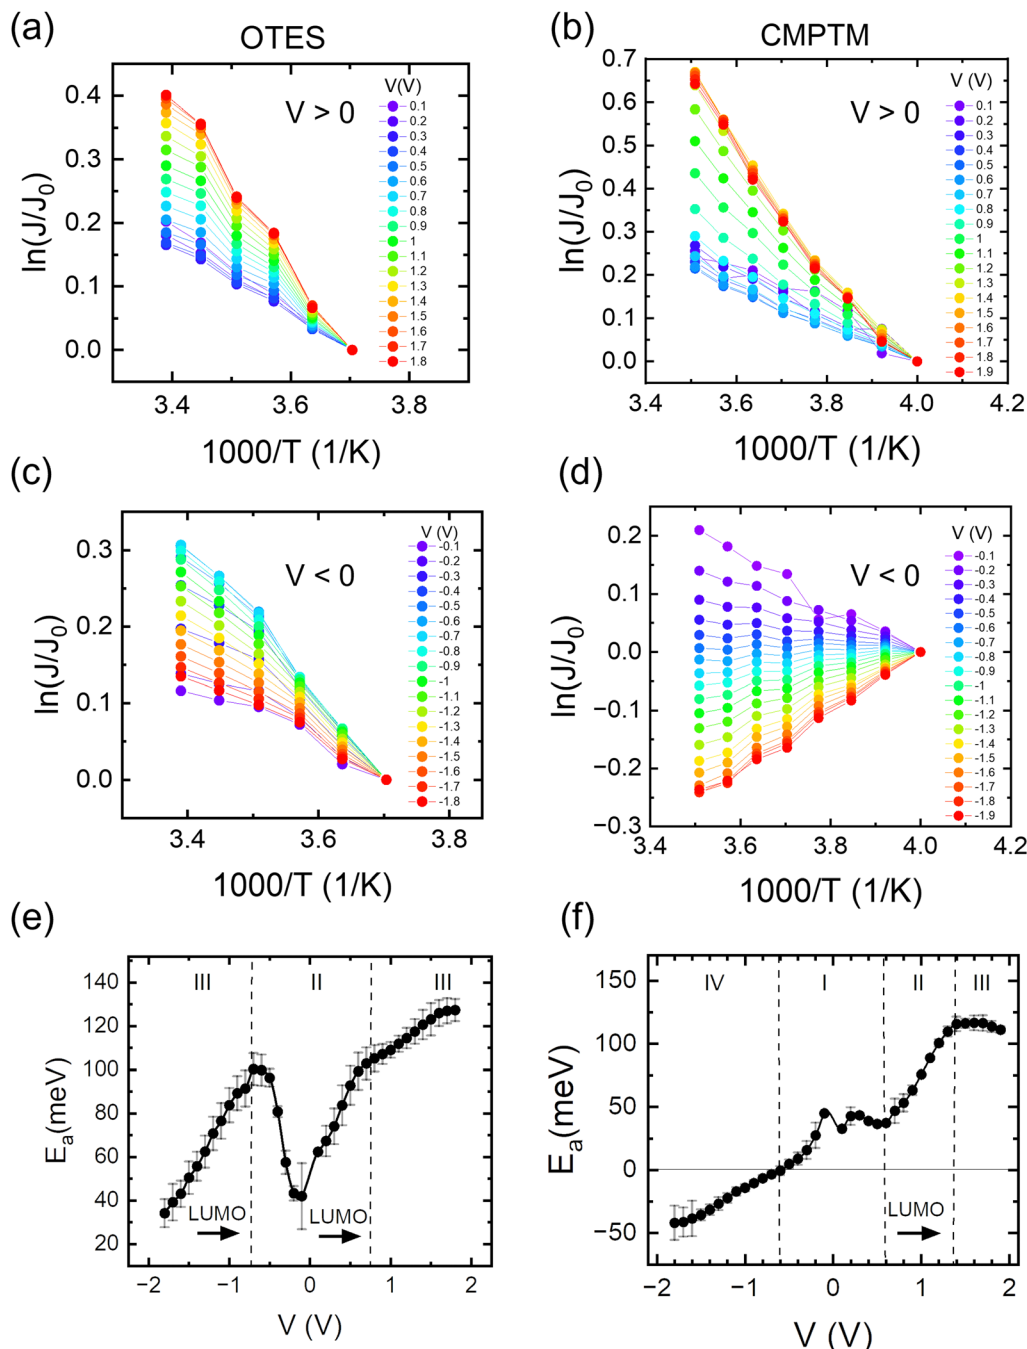 (a)
OTES
V(V)
V > 0
0.1
0.2
0.3
0.4
0.5
0.6
0.7
0.8
0.9
1
1.1
1.2
1.3
1.4
1.5
1.6
1.7
1.8
ln(J/J0)
0.4
0.3
0.2
0.1
0.0
3.4 3.6 3.8
1000/T (1/K)
(b)
CMPTM
V (V)
V > 0
0.1
0.2
0.3
0.4
0.5
0.6
0.7
0.8
0.9
1
1.1
1.2
1.3
1.4
1.5
1.6
1.7
1.8
1.9
ln(J/J0)
0.7
0.6
0.5
0.4
0.3
0.2
0.1
0.0
3.4 3.6 3.8 4.0 4.2
1000/T (1/K)
(c)
V (V)
V < 0
-0.1
-0.2
-0.3
-0.4
-0.5
-0.6
-0.7
-0.8
-0.9
-1
-1.1
-1.2
-1.3
-1.4
-1.5
-1.6
-1.7
-1.8
ln(J/J0)
0.3
0.2
0.1
0.0
3.4 3.6 3.8
1000/T (1/K)
(d)
V (V)
V < 0
-0.1
-0.2
-0.3
-0.4
-0.5
-0.6
-0.7
-0.8
-0.9
-1
-1.1
-1.2
-1.4
-1.5
-1.6
-1.7
-1.8
-1.9
ln(J/J0)
0.2
0.1
0.0
−0.1
−0.2
−0.3
3.4 3.6 3.8 4.0 4.2
1000/T (1/K)
(e)
III II III
Ea(meV)
140
120
100
80
60
40
20
LUMO LUMO
−2 −1 0 1 2
V (V)
(f)
IV I II III
Ea(meV)
150
100
50
0
−50
LUMO
−2 −1 0 1 2
V (V)